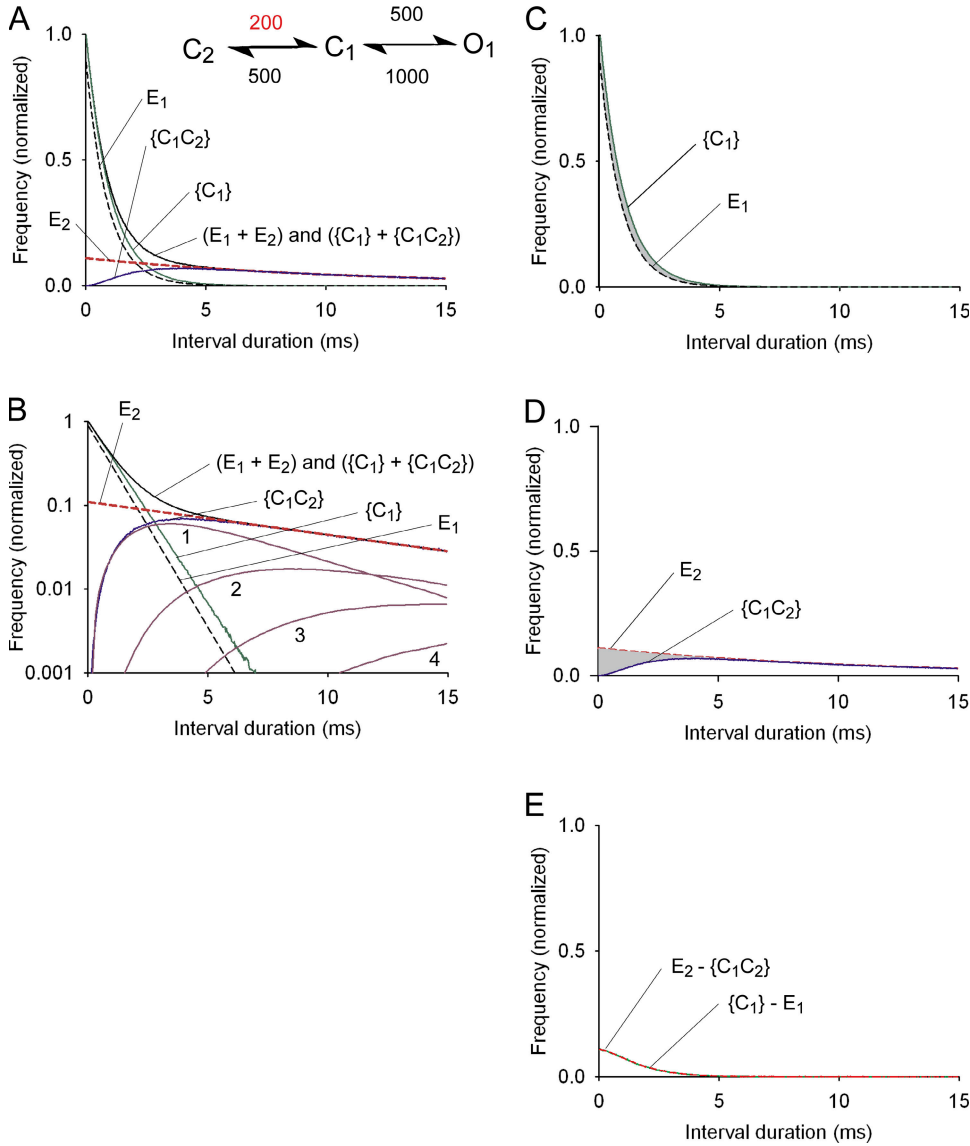 A
200
500
C2
C1
O1
500
1000
Frequency (normalized)
1.0
0.5
0.0
E1
{C1C2}
{C1}
E2
(E1 + E2) and ({C1} + {C1C2})
0
5
10
15
Interval duration (ms)
B
Frequency (normalized)
1
0.1
0.01
0.001
E2
(E1 + E2) and ({C1} + {C1C2})
{C1C2}
{C1}
E1
1
2
3
4
0
5
10
15
Interval duration (ms)
C
Frequency (normalized)
1.0
0.5
0.0
{C1}
E1
0
5
10
15
Interval duration (ms)
D
Frequency (normalized)
1.0
0.5
0.0
E2
{C1C2}
0
5
10
15
Interval duration (ms)
E
Frequency (normalized)
1.0
0.5
0.0
E2 - {C1C2}
{C1} - E1
0
5
10
15
Interval duration (ms)